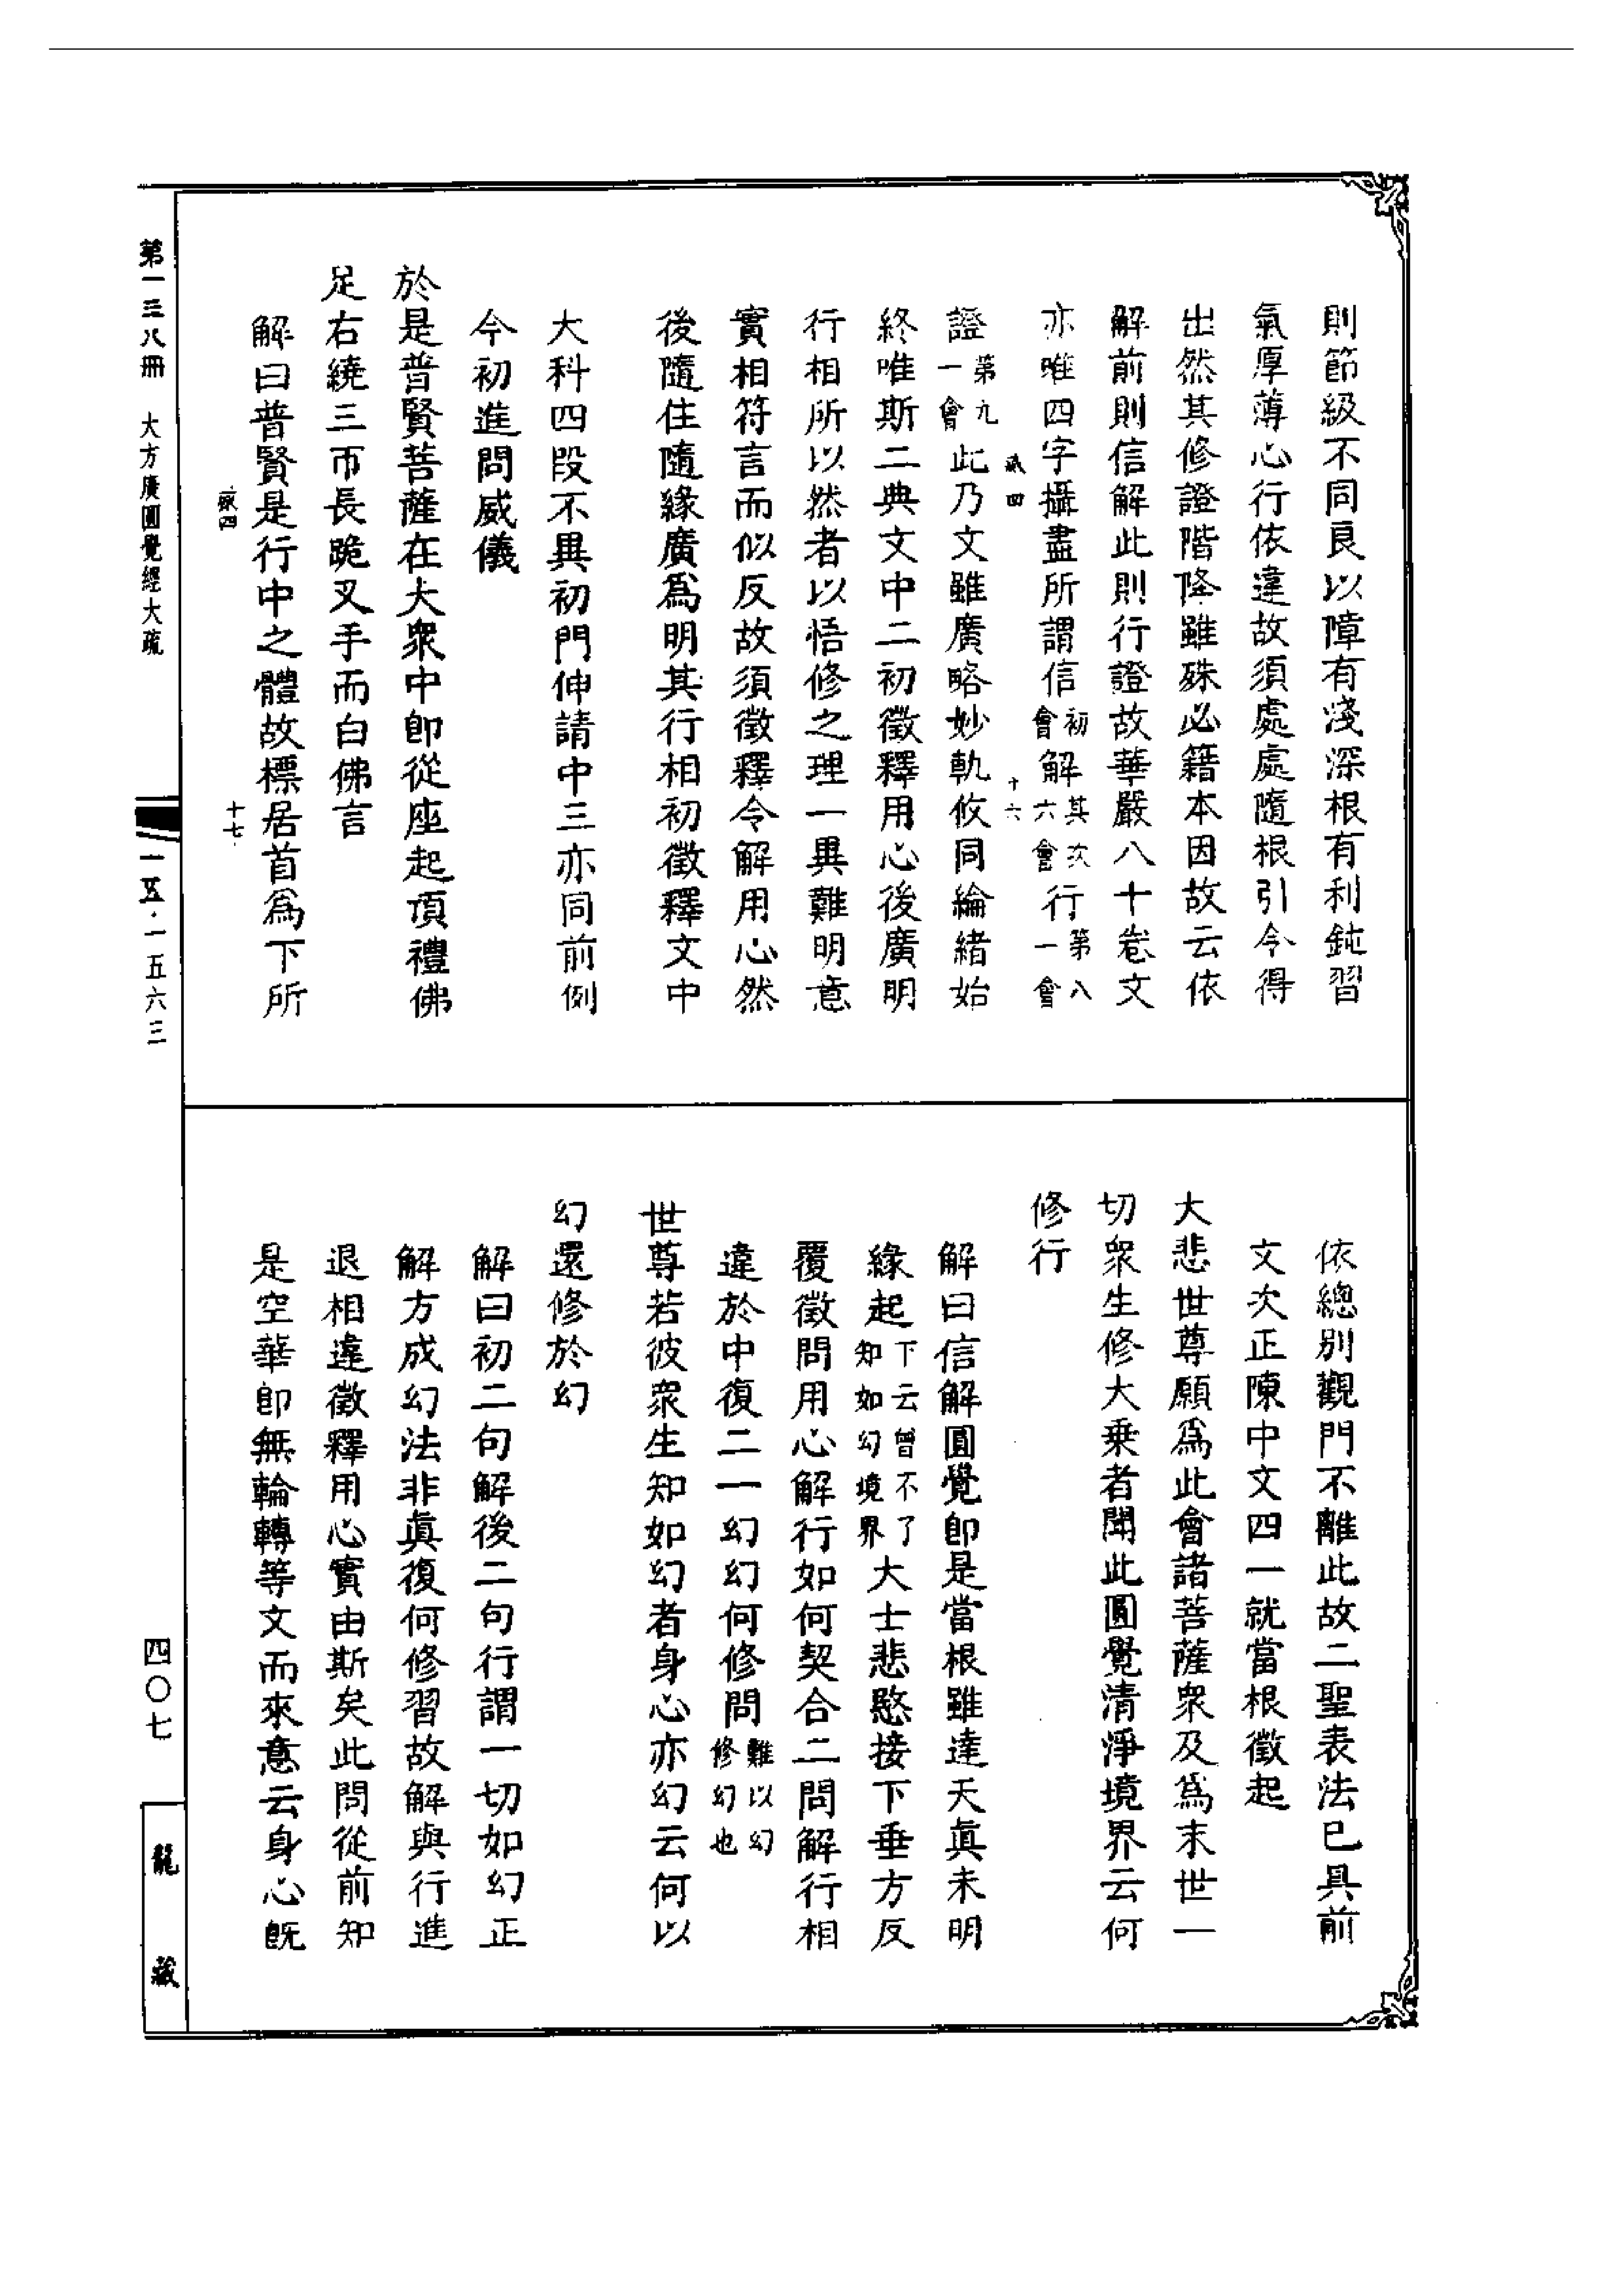 則節級不同良以障有淺深根有利鈍習
氣厚薄心行依違故須處處隨根引令得
出然其修證階降雖殊必籍本因故云依
解前則信解此則行證故華嚴八十卷文
亦唯四字攝盡所謂信初會解其次六會行第八一會
證第九一會此乃文雖廣略妙軌攸同綸緒始
終唯斯二典文中二初徵釋用心後廣明
行相所以然者以悟修之理一異難明意
實相符言而似反故須徵釋令解用心然
後隨住隨緣廣爲明其行相初徵釋文中
大科四段不異初門伸請中三亦同前例
今初進問威儀
於是普賢菩薩在大衆中卽從座起頂禮佛
足右繞三帀長跪叉手而白佛言
解曰普賢是行中之體故標居首爲下所
依總別觀門不離此故二聖表法已具前
文次正陳中文四一就當根徵起
大悲世尊願爲此會諸菩薩衆及爲末世一
切衆生修大乗者聞此圓覺清淨境界云何
修行
解曰信解圓覺卽是當根雖達天眞未明
緣起下云曾不了知如幻境界大士悲愍接下垂方反
覆徵問用心解行如何契合二問解行相
違於中復二一幻幻何修問難以幻修幻也
世尊若彼衆生知如幻者身心亦幻云何以
幻還修於幻
解曰初二句解後二句行謂一切如幻正
解方成幻法非眞復何修習故解與行進
退相違徵釋用心實由斯矣此問從前知
是空華卽無輪轉等文而來意云身心旣
第一三八冊 大方廣圓覺經大疏
一五·一五六三
四〇七
龍藏
十六
十七